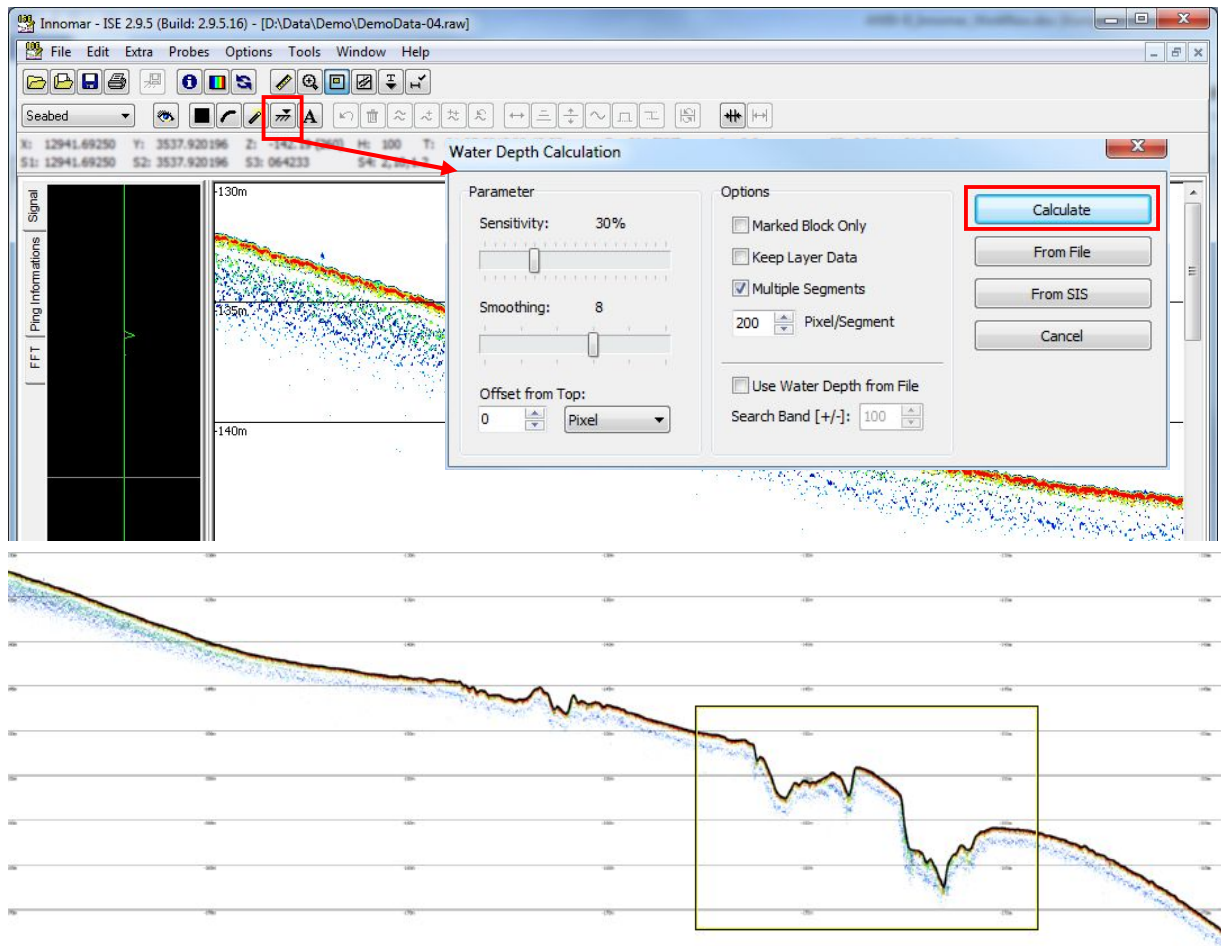 Innomar - ISE 2.9.5 (Build: 2.9.5.16) - [D:\Data\Demo\DemoData-04.raw]
File Edit Extra Probes Options Tools Window Help
Seabed
A
X: 12941.69250 Y: 3537.920196 Z: H: 100 T:
S1: 12941.69250 S2: 3537.920196 S3: 064233
Signal
Ping Informations
FFT
-130m
-135m
-140m
Water Depth Calculation
Parameter
Sensitivity: 30%
Smoothing: 8
Offset from Top:
0 Pixel
Options
Marked Block Only
Keep Layer Data
Multiple Segments
200 Pixel/Segment
Use Water Depth from File
Search Band [+/-]: 100
Calculate
From File
From SIS
Cancel